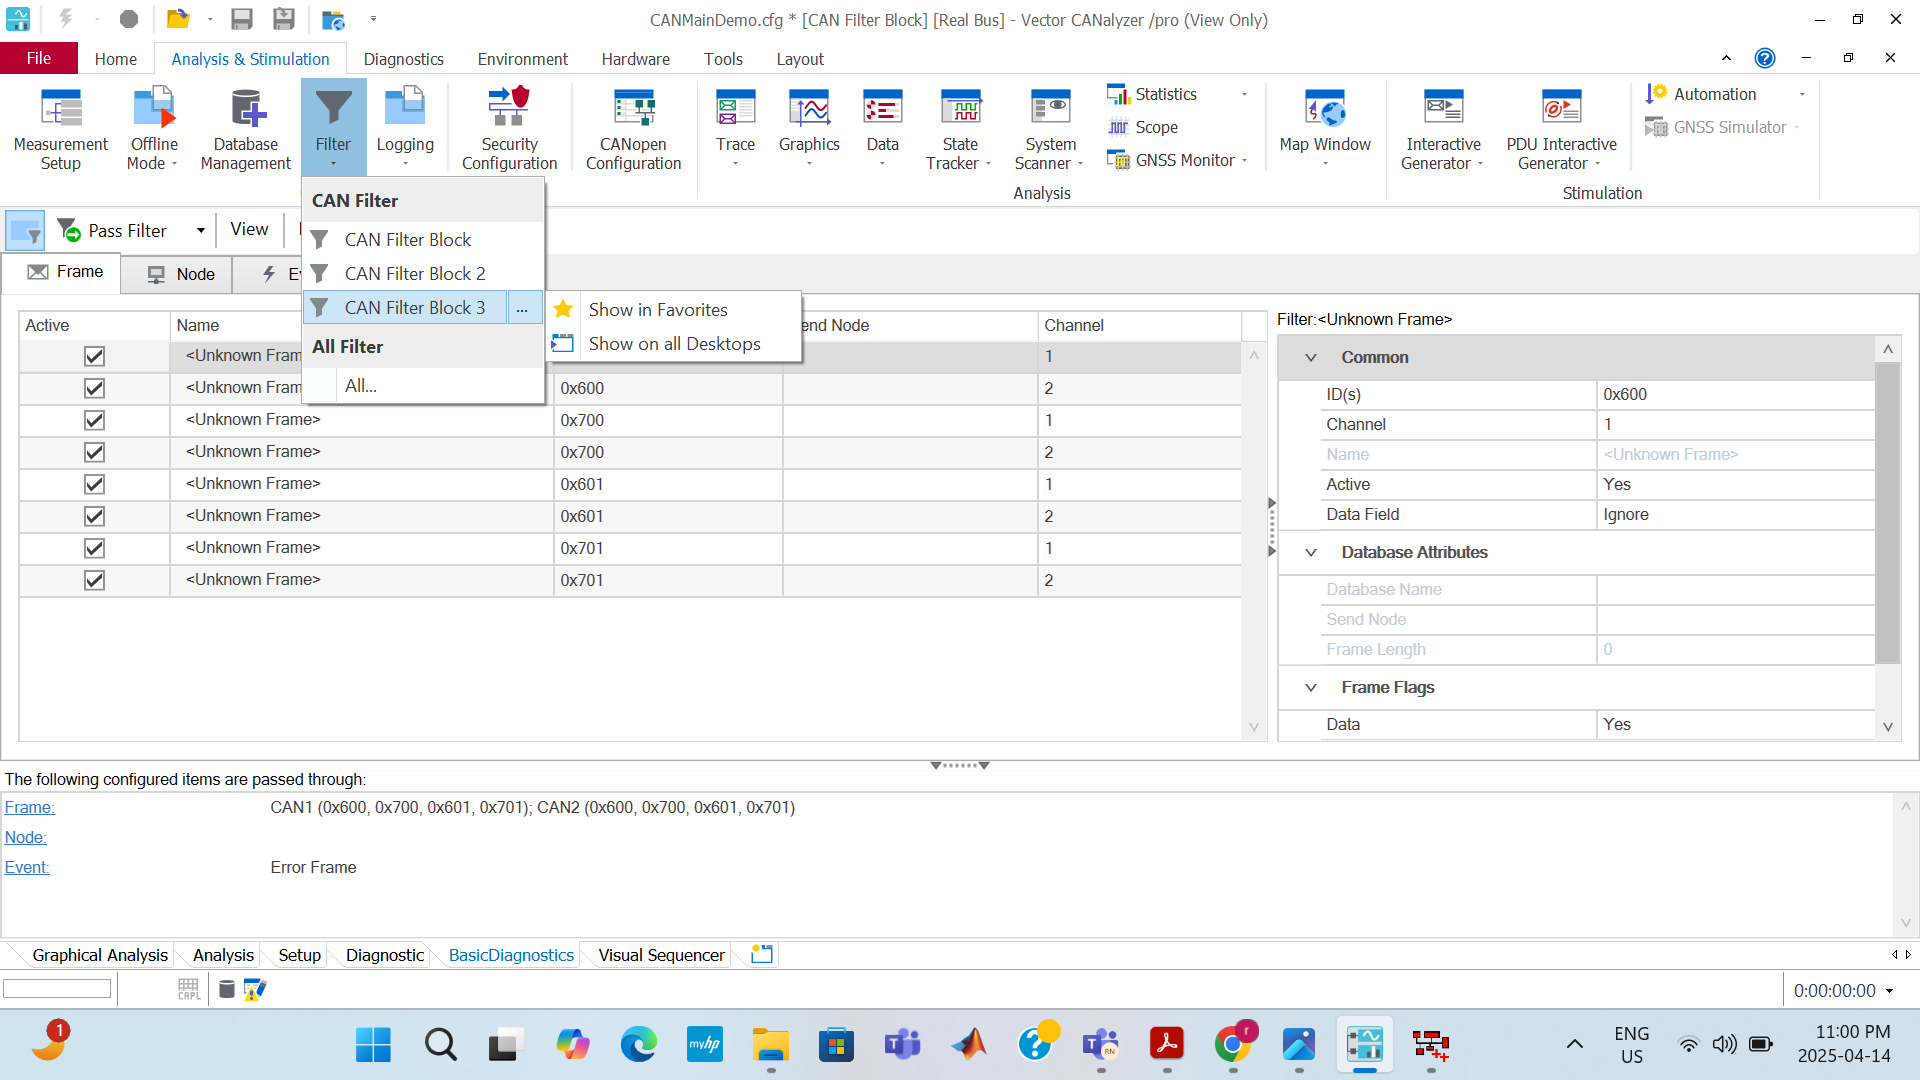 CANMainDemo.cfg * [CAN Filter Block] [Real Bus] - Vector CANalyzer /pro (View Only)
File
Home
Analysis & Stimulation
Diagnostics
Environment
Hardware
Tools
Layout
Measurement Setup
Offline Mode
Database Management
Filter
Logging
Security Configuration
CANopen Configuration
Trace
Graphics
Data
State Tracker
System Scanner
Statistics
Scope
GNSS Monitor
Map Window
Interactive Generator
PDU Interactive Generator
Automation
GNSS Simulator
Analysis
Stimulation
CAN Filter
CAN Filter Block
CAN Filter Block 2
CAN Filter Block 3
...
All Filter
All...
Show in Favorites
Show on all Desktops
Pass Filter
View
Frame
Node
Active
Name
end Node
Channel
<Unknown Fram
1
<Unknown Fram
0x600
2
<Unknown Frame>
0x700
1
<Unknown Frame>
0x700
2
<Unknown Frame>
0x601
1
<Unknown Frame>
0x601
2
<Unknown Frame>
0x701
1
<Unknown Frame>
0x701
2
Filter:<Unknown Frame>
Common
ID(s)
0x600
Channel
1
Name
<Unknown Frame>
Active
Yes
Data Field
Ignore
Database Attributes
Database Name
Send Node
Frame Length
0
Frame Flags
Data
Yes
The following configured items are passed through:
Frame:
CAN1 (0x600, 0x700, 0x601, 0x701); CAN2 (0x600, 0x700, 0x601, 0x701)
Node:
Event:
Error Frame
Graphical Analysis
Analysis
Setup
Diagnostic
BasicDiagnostics
Visual Sequencer
CAPL
0:00:00:00
1
myhp
RN
r
ENG
US
11:00 PM
2025-04-14